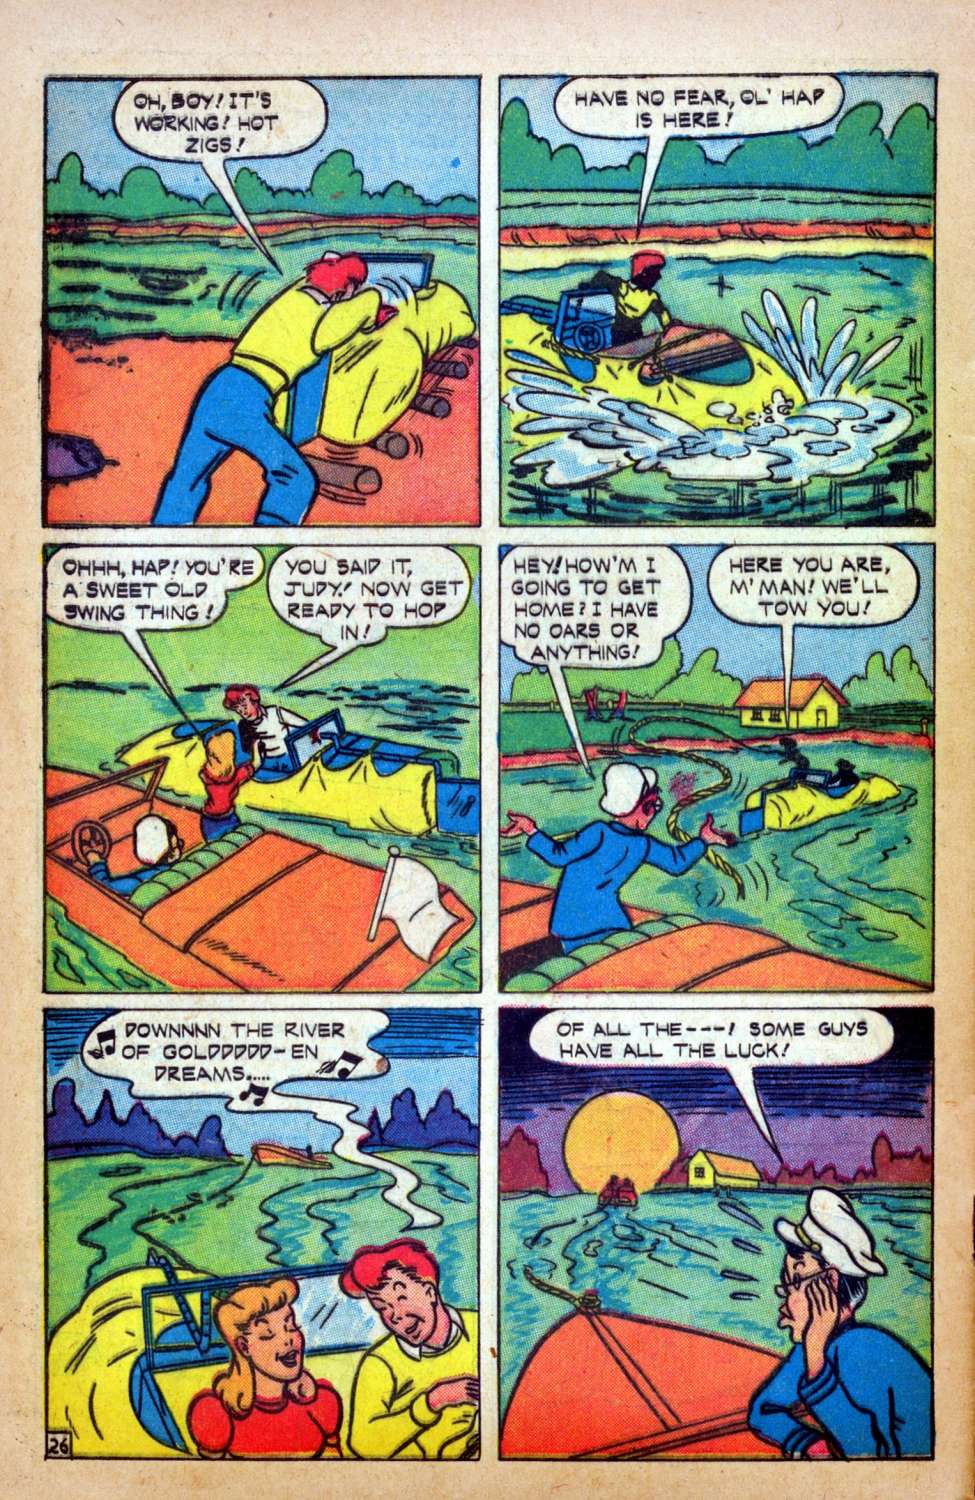 OH, BOY! IT'S
WORKING! HOT
ZIGS!
HAVE NO FEAR, OL' HAP
IS HERE!
OHHH, HAP! YOU'RE
A SWEET OLD
SWING THING!
YOU SAID IT,
JUDY! NOW GET
READY TO HOP
IN!
HEY! HOW'M I
GOING TO GET
HOME? I HAVE
NO OARS OR
ANYTHING!
HERE YOU ARE,
M' MAN! WE'LL
TOW YOU!
DOWNNNN THE RIVER
OF GOLDDDDD-EN
DREAMS.....
OF ALL THE ---! SOME GUYS
HAVE ALL THE LUCK!
26